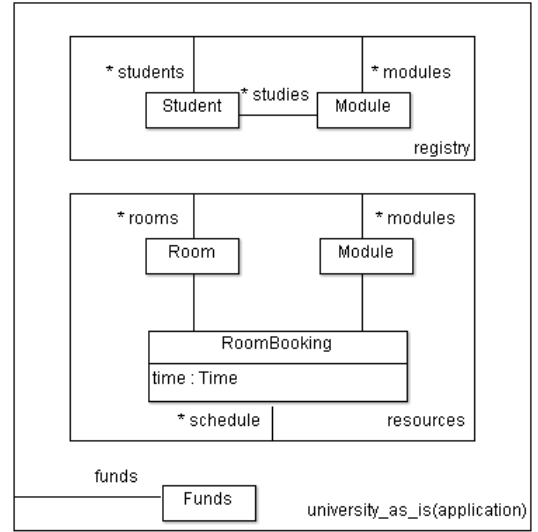 * students
* modules
* studies
Student
Module
registry
* rooms
* modules
Room
Module
RoomBooking
time : Time
* schedule
resources
funds
Funds
university_as_is(application)